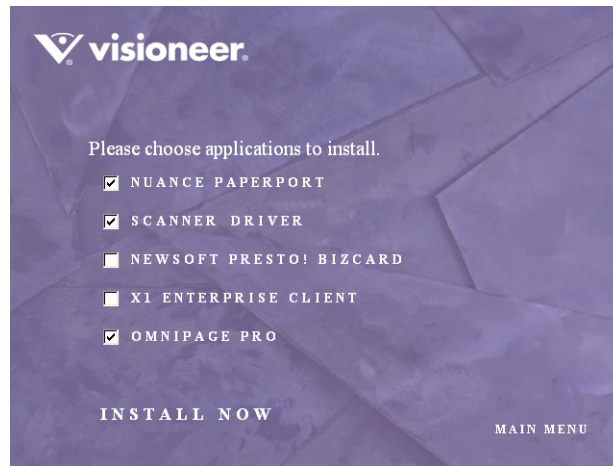 visioneer®
Please choose applications to install.
NUANCE PAPERPORT
SCANNER DRIVER
NEWSOFT PRESTO! BIZCARD
X1 ENTERPRISE CLIENT
OMNIPAGE PRO
INSTALL NOW
MAIN MENU